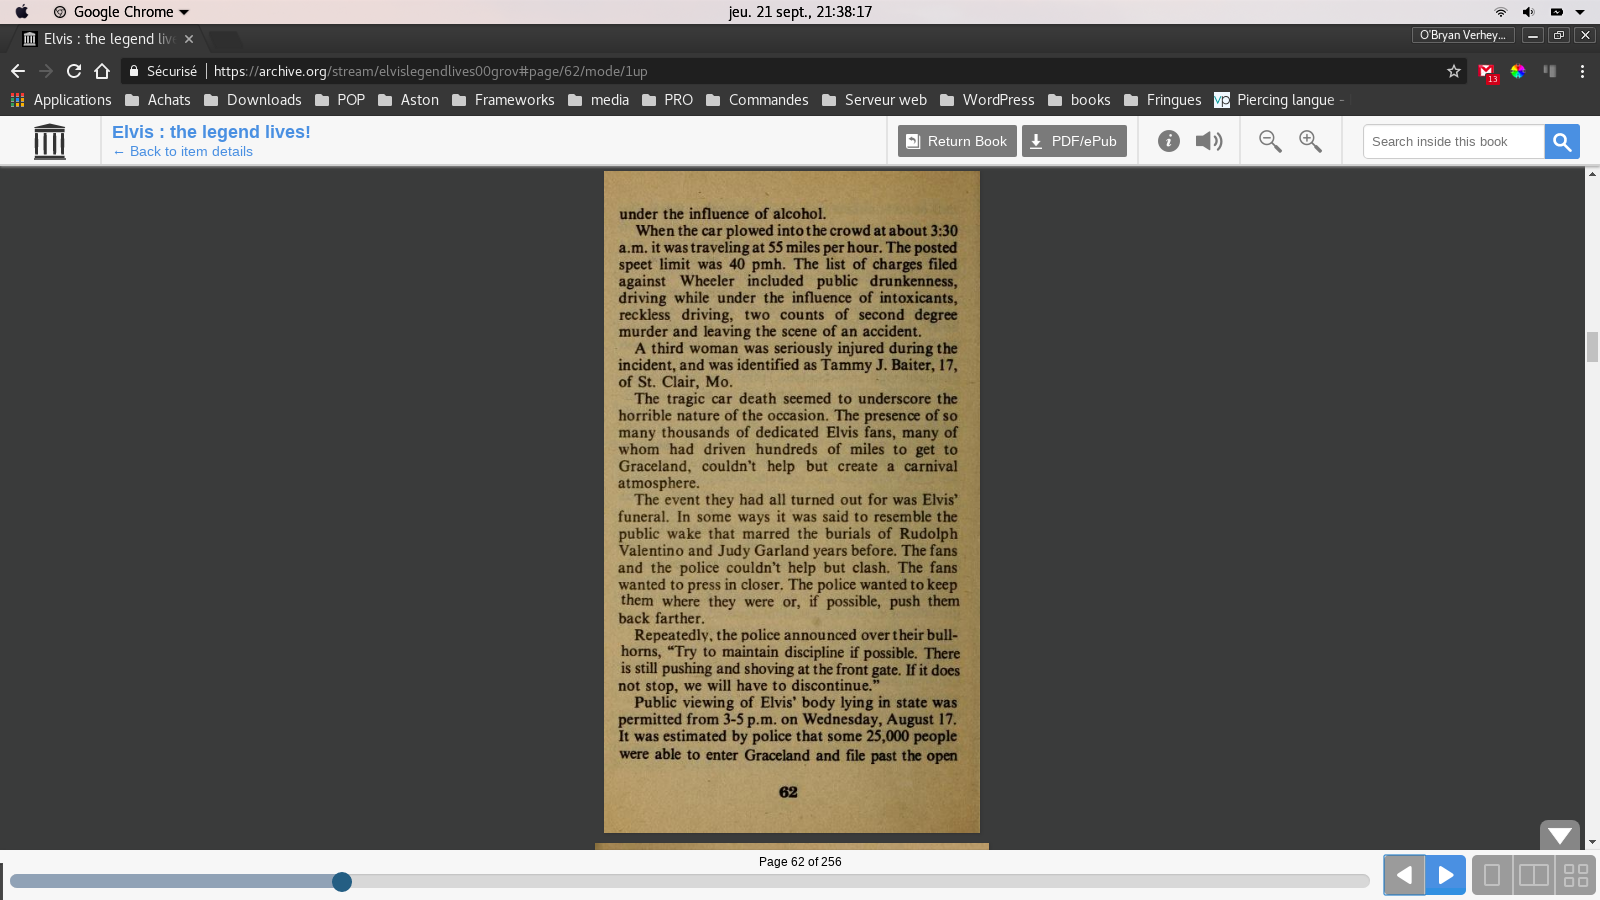 Google Chrome
jeu. 21 sept., 21:38:17
Elvis : the legend live
O'Bryan Verhey...
Sécurisé
https://archive.org/stream/elvislegendlives00grov#page/62/mode/1up
13
Applications Achats Downloads POP Aston Frameworks media PRO Commandes Serveur web WordPress books Fringues vp Piercing langue -
Elvis : the legend lives!
← Back to item details
Return Book
PDF/ePub
Search inside this book
under the influence of alcohol.
When the car plowed into the crowd at about 3:30
a.m. it was traveling at 55 miles per hour. The posted
speet limit was 40 pmh. The list of charges filed
against Wheeler included public drunkenness,
driving while under the influence of intoxicants,
reckless driving, two counts of second degree
murder and leaving the scene of an accident.
A third woman was seriously injured during the
incident, and was identified as Tammy J. Baiter, 17,
of St. Clair, Mo.
The tragic car death seemed to underscore the
horrible nature of the occasion. The presence of so
many thousands of dedicated Elvis fans, many of
whom had driven hundreds of miles to get to
Graceland, couldn't help but create a carnival
atmosphere.
The event they had all turned out for was Elvis'
funeral. In some ways it was said to resemble the
public wake that marred the burials of Rudolph
Valentino and Judy Garland years before. The fans
and the police couldn't help but clash. The fans
wanted to press in closer. The police wanted to keep
them where they were or, if possible, push them
back farther.
Repeatedly, the police announced over their bull-
horns, "Try to maintain discipline if possible. There
is still pushing and shoving at the front gate. If it does
not stop, we will have to discontinue."
Public viewing of Elvis' body lying in state was
permitted from 3-5 p.m. on Wednesday, August 17.
It was estimated by police that some 25,000 people
were able to enter Graceland and file past the open
62
Page 62 of 256